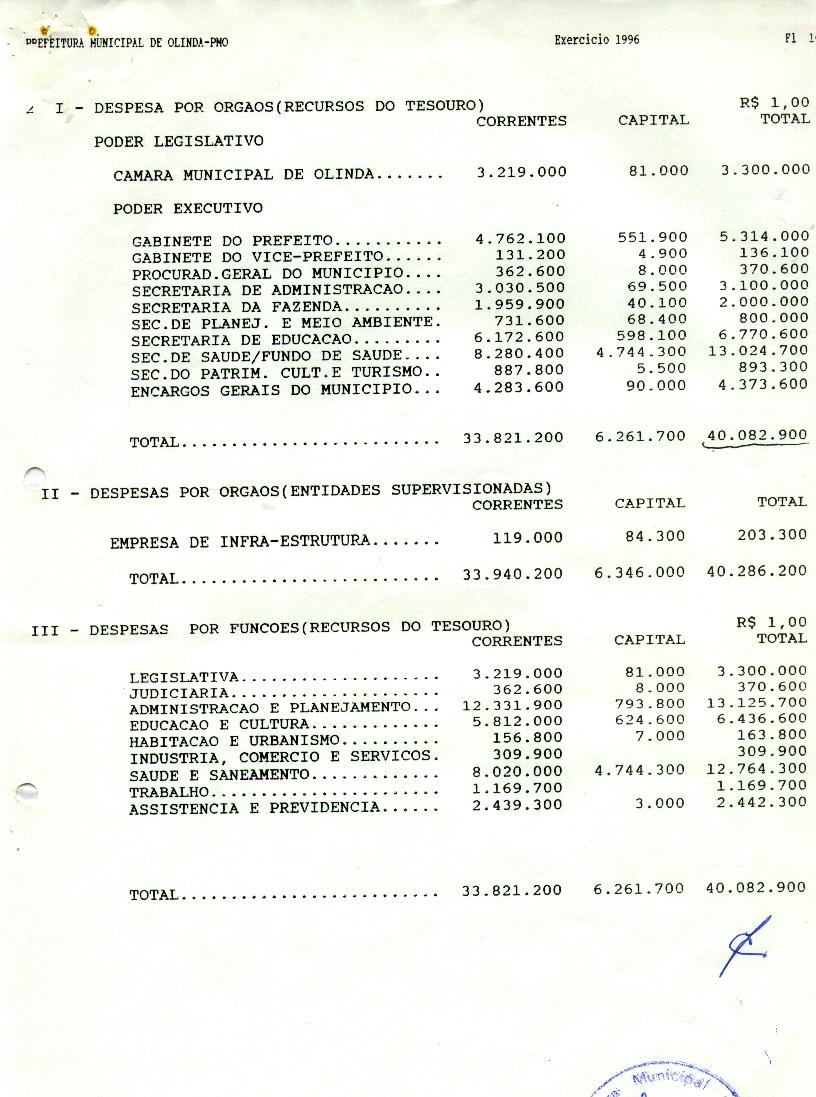 PREFEITURA MUNICIPAL DE OLINDA-PMO Exercicio 1996 Fl
I - DESPESA POR ORGAOS(RECURSOS DO TESOURO) R$ 1,00
CORRENTES CAPITAL TOTAL
PODER LEGISLATIVO
CAMARA MUNICIPAL DE OLINDA....... 3.219.000 81.000 3.300.000
PODER EXECUTIVO
GABINETE DO PREFEITO........... 4.762.100 551.900 5.314.000
GABINETE DO VICE-PREFEITO...... 131.200 4.900 136.100
PROCURAD.GERAL DO MUNICIPIO.... 362.600 8.000 370.600
SECRETARIA DE ADMINISTRACAO.... 3.030.500 69.500 3.100.000
SECRETARIA DA FAZENDA.......... 1.959.900 40.100 2.000.000
SEC.DE PLANEJ. E MEIO AMBIENTE. 731.600 68.400 800.000
SECRETARIA DE EDUCACAO......... 6.172.600 598.100 6.770.600
SEC.DE SAUDE/FUNDO DE SAUDE.... 8.280.400 4.744.300 13.024.700
SEC.DO PATRIM. CULT.E TURISMO.. 887.800 5.500 893.300
ENCARGOS GERAIS DO MUNICIPIO... 4.283.600 90.000 4.373.600
TOTAL.......................... 33.821.200 6.261.700 40.082.900
II - DESPESAS POR ORGAOS(ENTIDADES SUPERVISIONADAS)
CORRENTES CAPITAL TOTAL
EMPRESA DE INFRA-ESTRUTURA....... 119.000 84.300 203.300
TOTAL.......................... 33.940.200 6.346.000 40.286.200
III - DESPESAS POR FUNCOES(RECURSOS DO TESOURO) R$ 1,00
CORRENTES CAPITAL TOTAL
LEGISLATIVA.................... 3.219.000 81.000 3.300.000
JUDICIARIA..................... 362.600 8.000 370.600
ADMINISTRACAO E PLANEJAMENTO... 12.331.900 793.800 13.125.700
EDUCACAO E CULTURA............. 5.812.000 624.600 6.436.600
HABITACAO E URBANISMO.......... 156.800 7.000 163.800
INDUSTRIA, COMERCIO E SERVICOS. 309.900 309.900
SAUDE E SANEAMENTO............. 8.020.000 4.744.300 12.764.300
TRABALHO....................... 1.169.700 1.169.700
ASSISTENCIA E PREVIDENCIA...... 2.439.300 3.000 2.442.300
TOTAL.......................... 33.821.200 6.261.700 40.082.900
Municipal